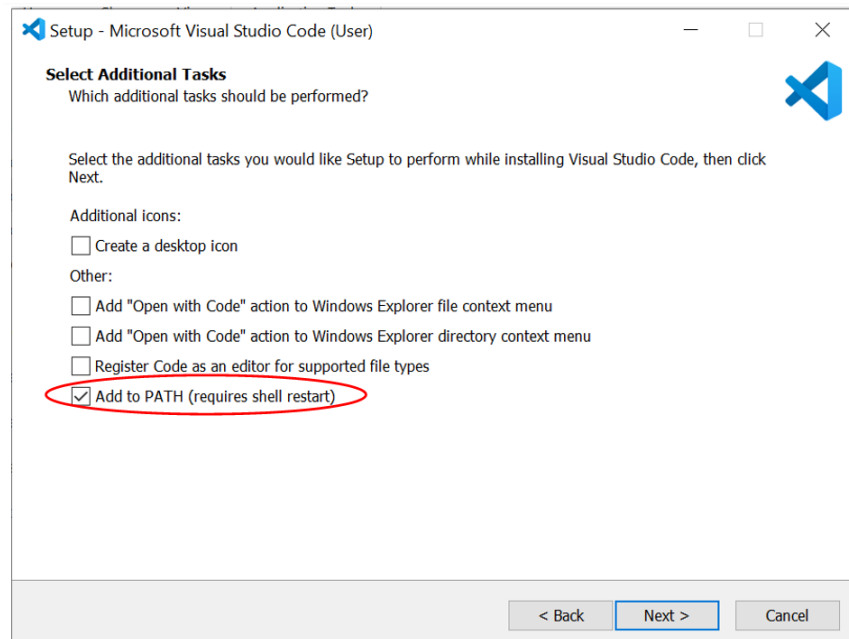 Setup - Microsoft Visual Studio Code (User)
Select Additional Tasks
Which additional tasks should be performed?
Select the additional tasks you would like Setup to perform while installing Visual Studio Code, then click
Next.
Additional icons:
Create a desktop icon
Other:
Add "Open with Code" action to Windows Explorer file context menu
Add "Open with Code" action to Windows Explorer directory context menu
Register Code as an editor for supported file types
Add to PATH (requires shell restart)
< Back Next > Cancel